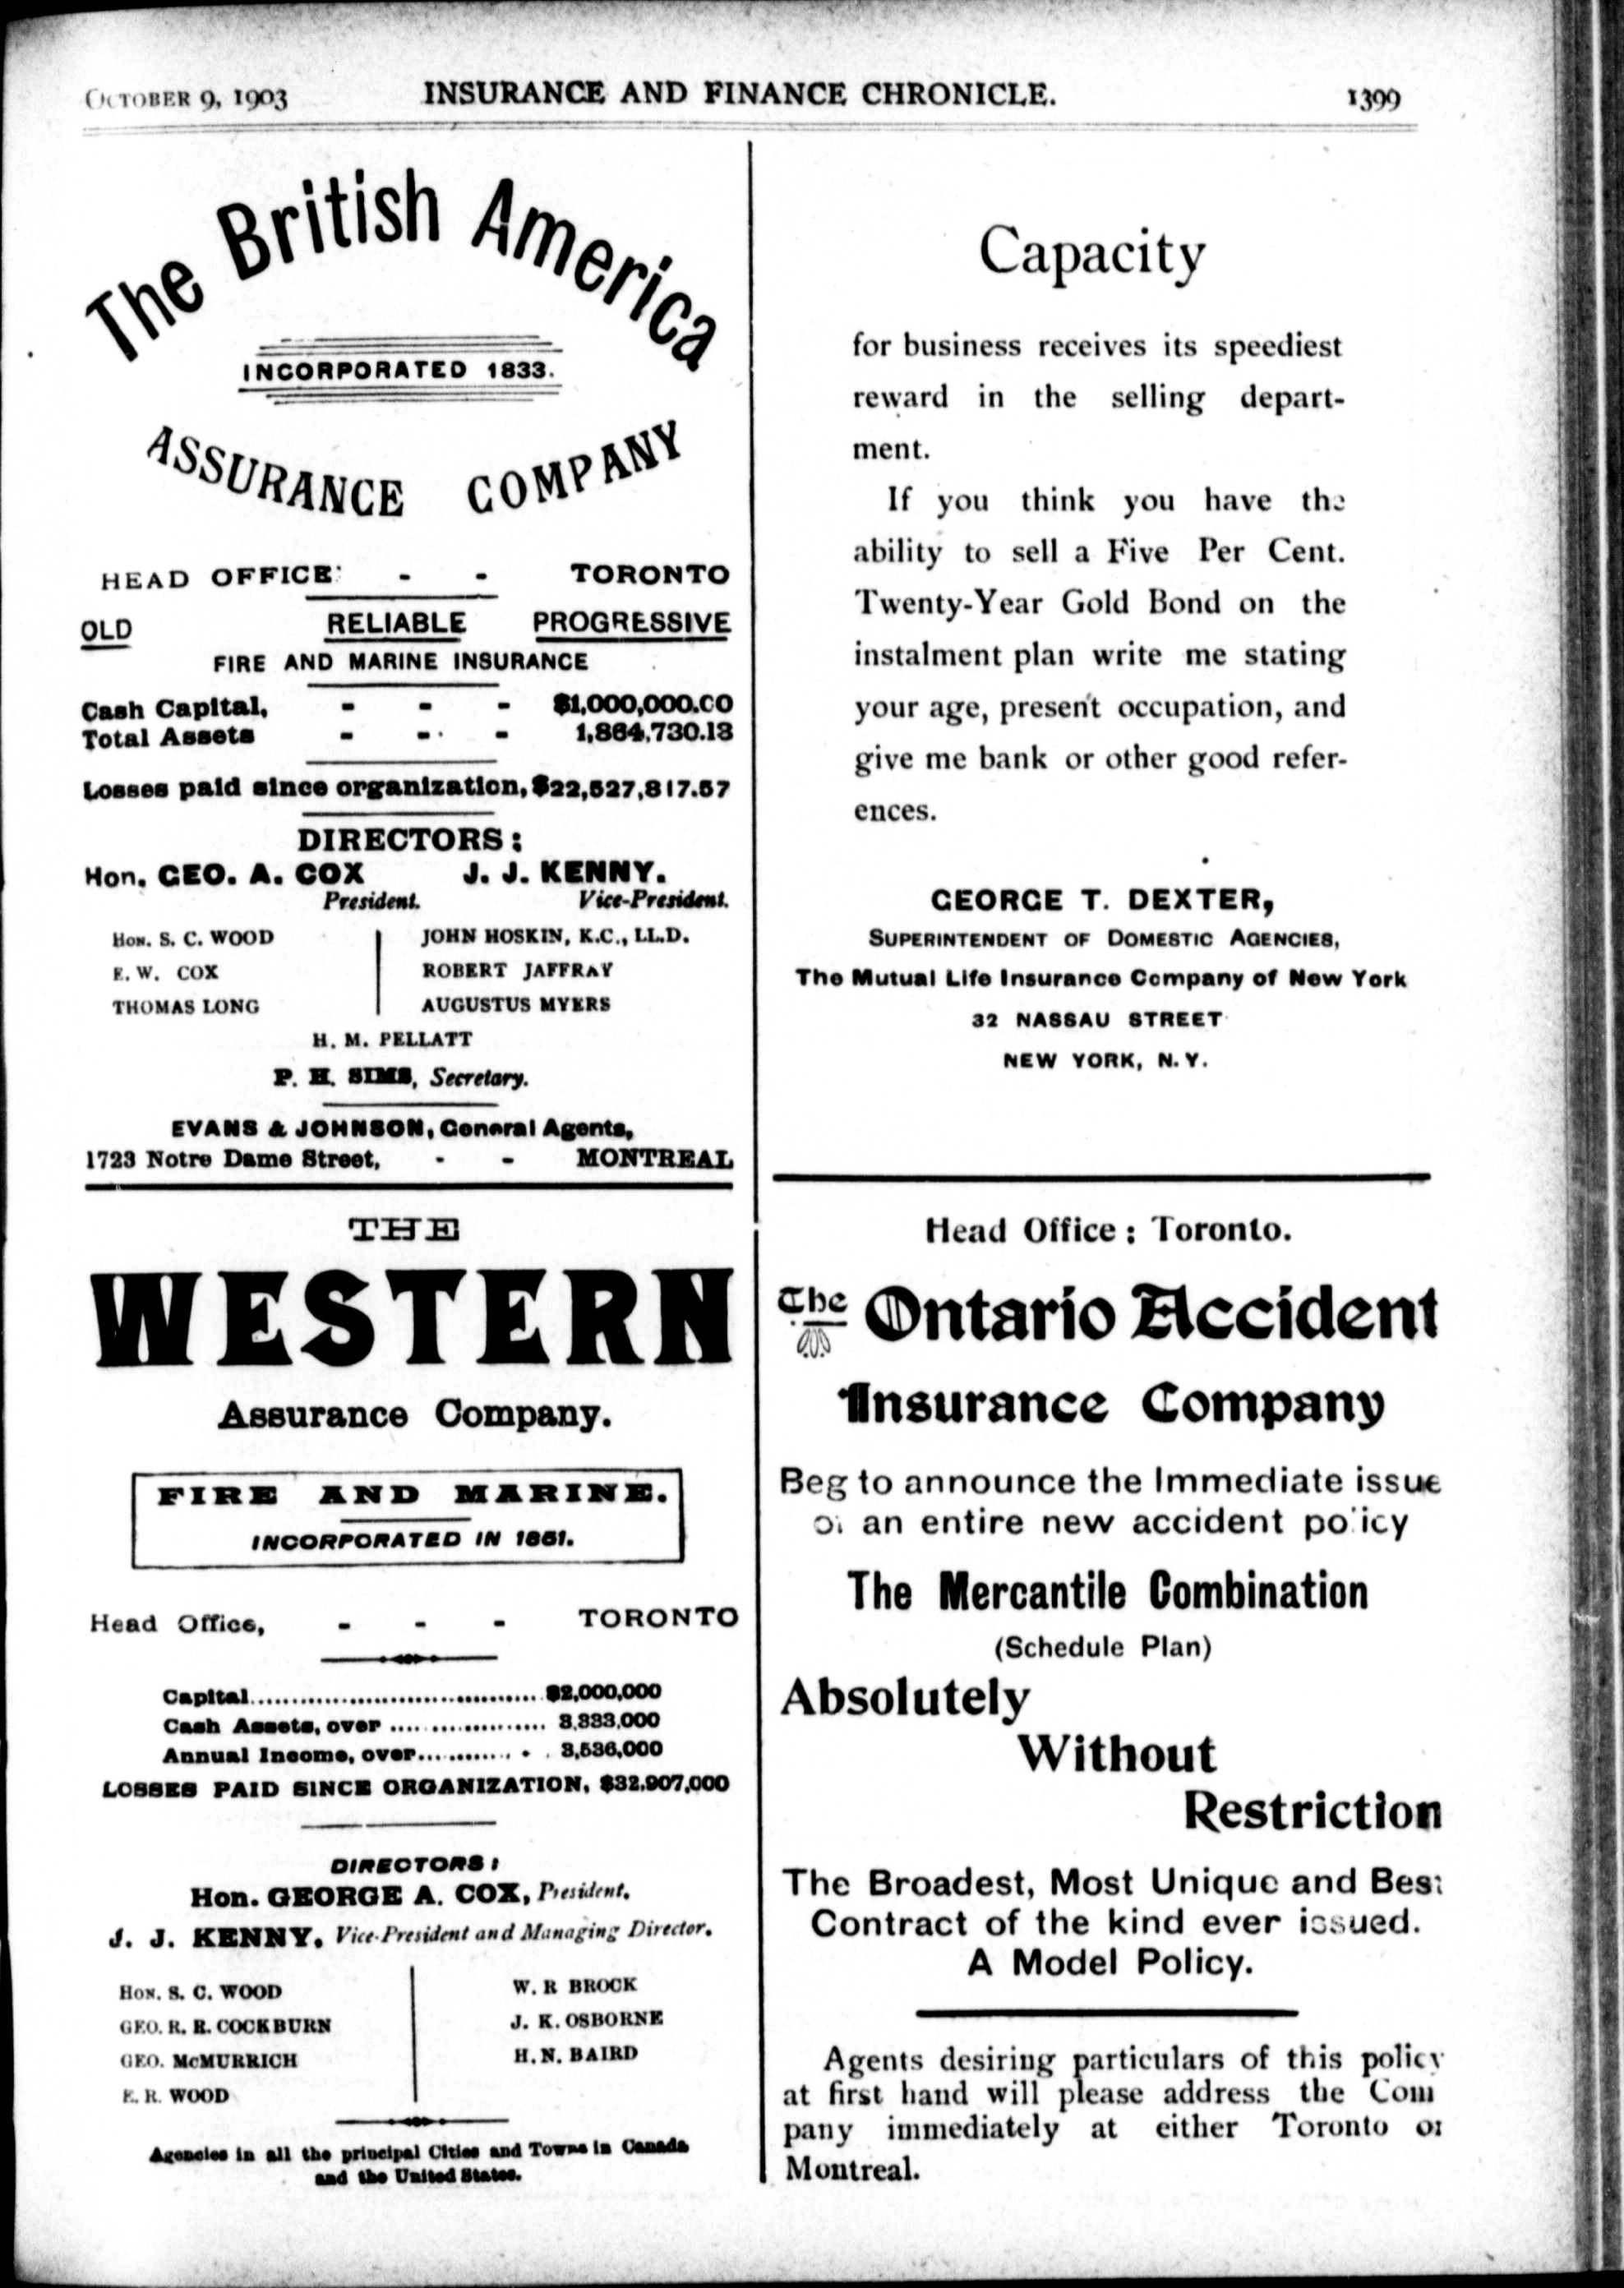 OCTOBER 9, 1903 INSURANCE AND FINANCE CHRONICLE. 1399
The British America
INCORPORATED 1833.
ASSURANCE COMPANY
HEAD OFFICE: - - TORONTO
OLD RELIABLE PROGRESSIVE
FIRE AND MARINE INSURANCE
Cash Capital, - - - $1,000,000.00
Total Assets - - - 1,864,730.13
Losses paid since organization, $22,527,817.57
DIRECTORS:
Hon. GEO. A. COX J. J. KENNY.
President. Vice-President.
HON. S. C. WOOD JOHN HOSKIN, K.C., LL.D.
E. W. COX ROBERT JAFFRAY
THOMAS LONG AUGUSTUS MYERS
H. M. PELLATT
P. H. SIMS, Secretary.
EVANS & JOHNSON, General Agents,
1723 Notre Dame Street, - - MONTREAL
THE
WESTERN
Assurance Company.
FIRE AND MARINE.
INCORPORATED IN 1851.
Head Office, - - - TORONTO
Capital.................................... $2,000,000
Cash Assets, over .................... 3,333,000
Annual Income, over............. 3,536,000
LOSSES PAID SINCE ORGANIZATION, $32,907,000
DIRECTORS:
Hon. GEORGE A. COX, President.
J. J. KENNY, Vice-President and Managing Director.
HON. S. C. WOOD W. R BROCK
GEO. R. R. COCKBURN J. K. OSBORNE
GEO. McMURRICH H. N. BAIRD
E. R. WOOD
Agencies in all the principal Cities and Towns in Canada
and the United States.
Capacity
for business receives its speediest
reward in the selling depart-
ment.
If you think you have the
ability to sell a Five Per Cent.
Twenty-Year Gold Bond on the
instalment plan write me stating
your age, present occupation, and
give me bank or other good refer-
ences.
GEORGE T. DEXTER,
SUPERINTENDENT OF DOMESTIC AGENCIES,
The Mutual Life Insurance Company of New York
32 NASSAU STREET
NEW YORK, N.Y.
Head Office: Toronto.
The Ontario Accident
Insurance Company
Beg to announce the Immediate issue
of an entire new accident policy
The Mercantile Combination
(Schedule Plan)
Absolutely
Without
Restriction
The Broadest, Most Unique and Best
Contract of the kind ever issued.
A Model Policy.
Agents desiring particulars of this policy
at first hand will please address the Com
pany immediately at either Toronto or
Montreal.